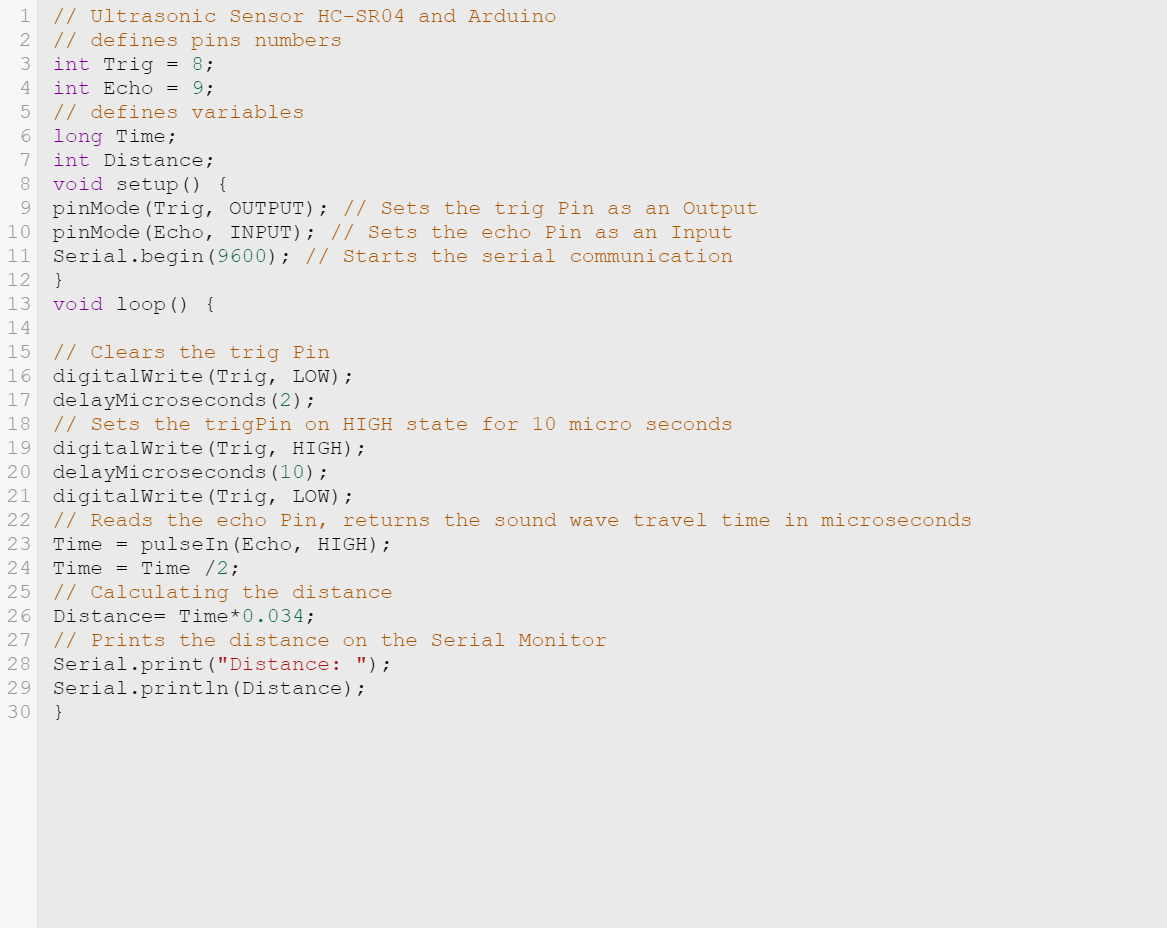 1 // Ultrasonic Sensor HC-SR04 and Arduino
2 // defines pins numbers
3 int Trig = 8;
4 int Echo = 9;
5 // defines variables
6 long Time;
7 int Distance;
8 void setup() {
9 pinMode(Trig, OUTPUT); // Sets the trig Pin as an Output
10 pinMode(Echo, INPUT); // Sets the echo Pin as an Input
11 Serial.begin(9600); // Starts the serial communication
12 }
13 void loop() {
14
15 // Clears the trig Pin
16 digitalWrite(Trig, LOW);
17 delayMicroseconds(2);
18 // Sets the trigPin on HIGH state for 10 micro seconds
19 digitalWrite(Trig, HIGH);
20 delayMicroseconds(10);
21 digitalWrite(Trig, LOW);
22 // Reads the echo Pin, returns the sound wave travel time in microseconds
23 Time = pulseIn(Echo, HIGH);
24 Time = Time /2;
25 // Calculating the distance
26 Distance= Time*0.034;
27 // Prints the distance on the Serial Monitor
28 Serial.print("Distance: ");
29 Serial.println(Distance);
30 }